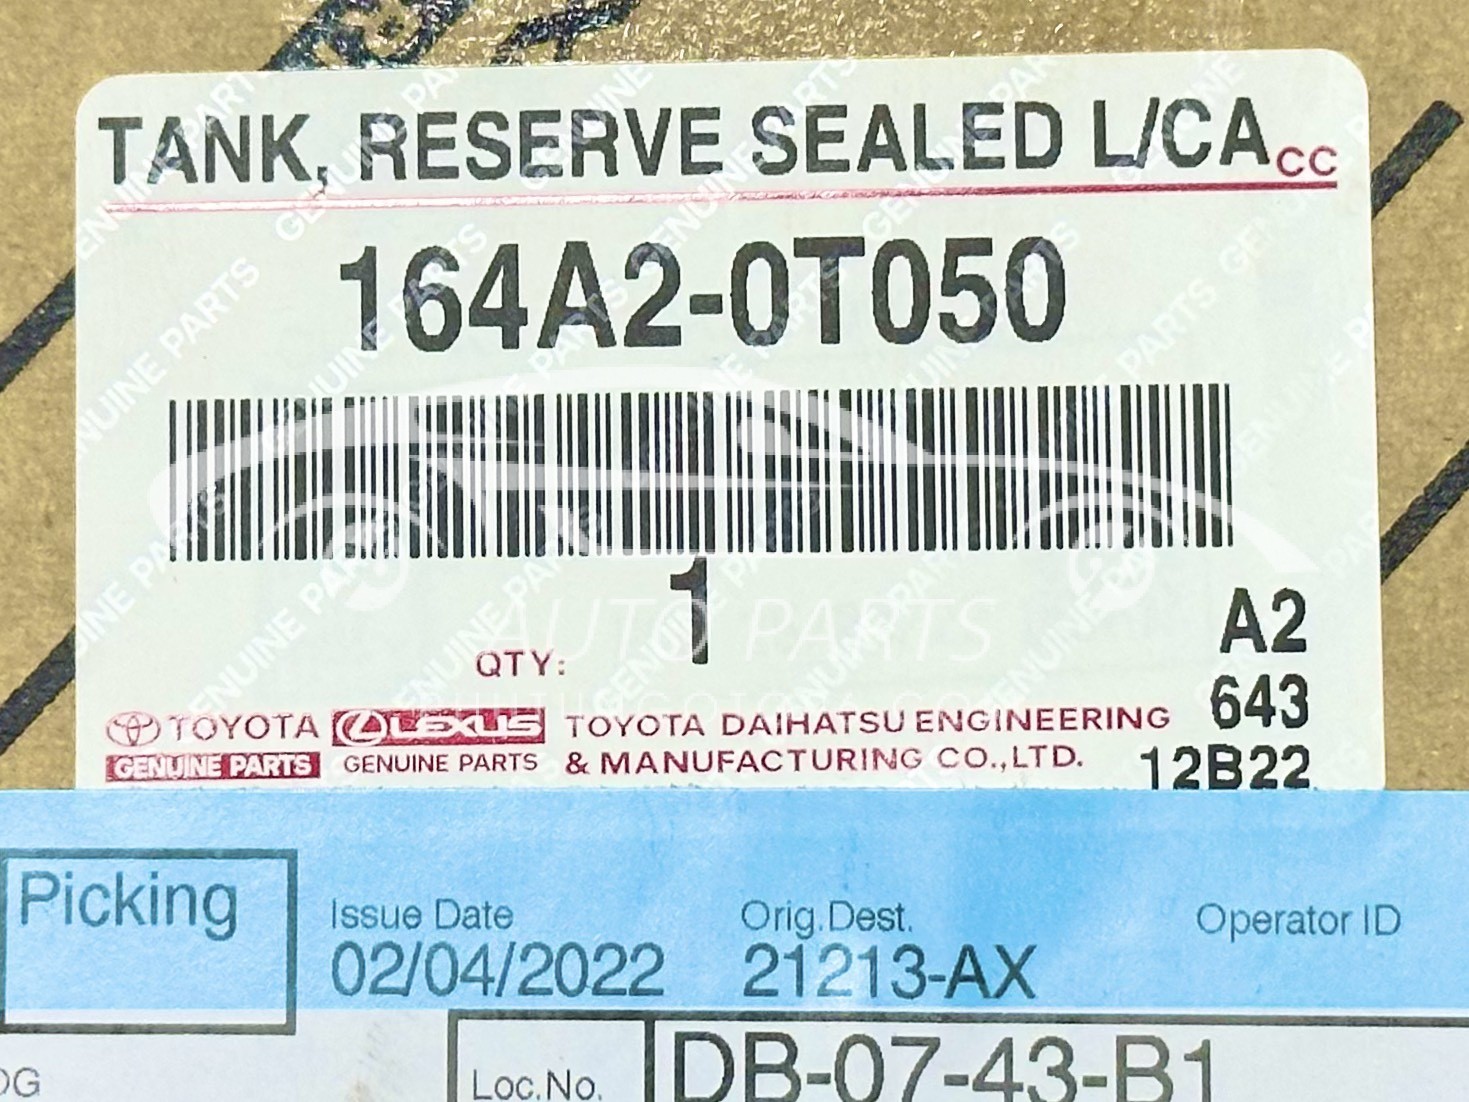 TANK, RESERVE SEALED L/CA CC
164A2-0T050
QTY: 1
A2
643
12B22
TOYOTA
GENUINE PARTS
LEXUS
GENUINE PARTS
TOYOTA DAIHATSU ENGINEERING
& MANUFACTURING CO.,LTD.
AUTO PARTS
Picking
Issue Date
02/04/2022
Orig.Dest.
21213-AX
Operator ID
Loc.No.
DB-07-43-B1